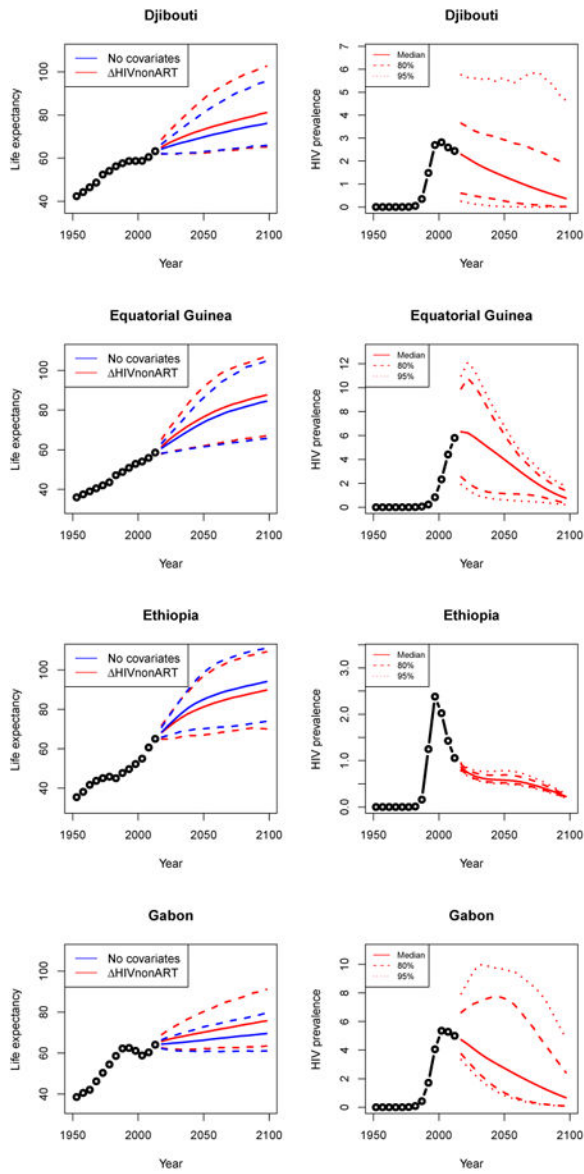 Djibouti
No covariates
ΔHIVnonART
Life expectancy
40 60 80 100
1950 2000 2050 2100
Year
Djibouti
Median
80%
95%
HIV prevalence
0 1 2 3 4 5 6 7
1950 2000 2050 2100
Year
Equatorial Guinea
No covariates
ΔHIVnonART
Life expectancy
40 60 80 100
1950 2000 2050 2100
Year
Equatorial Guinea
Median
80%
95%
HIV prevalence
0 2 4 6 8 10 12
1950 2000 2050 2100
Year
Ethiopia
No covariates
ΔHIVnonART
Life expectancy
40 60 80 100
1950 2000 2050 2100
Year
Ethiopia
Median
80%
95%
HIV prevalence
0.0 1.0 2.0 3.0
1950 2000 2050 2100
Year
Gabon
No covariates
ΔHIVnonART
Life expectancy
40 60 80 100
1950 2000 2050 2100
Year
Gabon
Median
80%
95%
HIV prevalence
0 2 4 6 8 10
1950 2000 2050 2100
Year